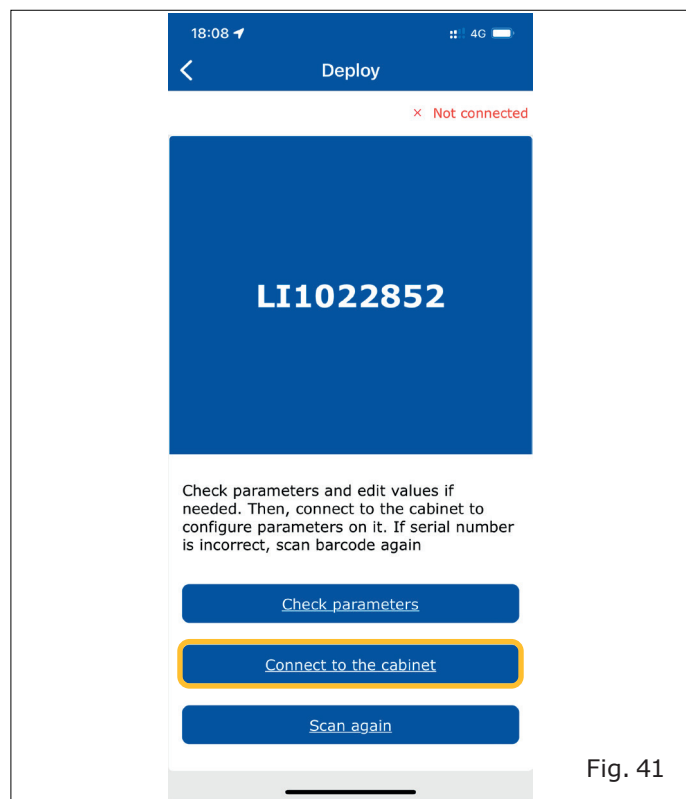 18:08
4G
Deploy
× Not connected
LI1022852
Check parameters and edit values if
needed. Then, connect to the cabinet to
configure parameters on it. If serial number
is incorrect, scan barcode again
Check parameters
Connect to the cabinet
Scan again
Fig. 41